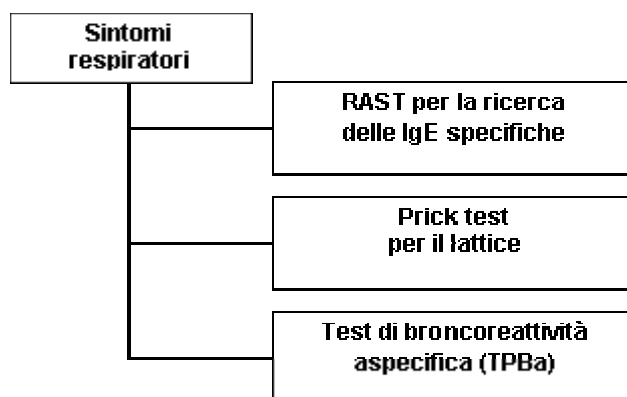 Sintomi
respiratori
RAST per la ricerca
delle IgE specifiche
Prick test
per il lattice
Test di broncoreattività
aspecifica (TPBa)